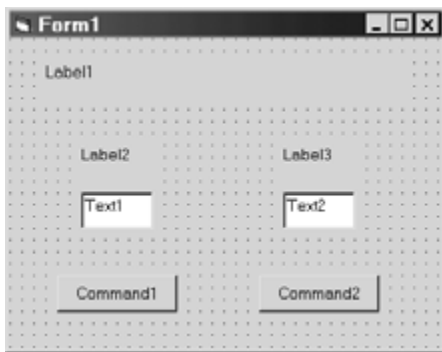 Form1
Label1
Label2 Label3
Text1 Text2
Command1 Command2